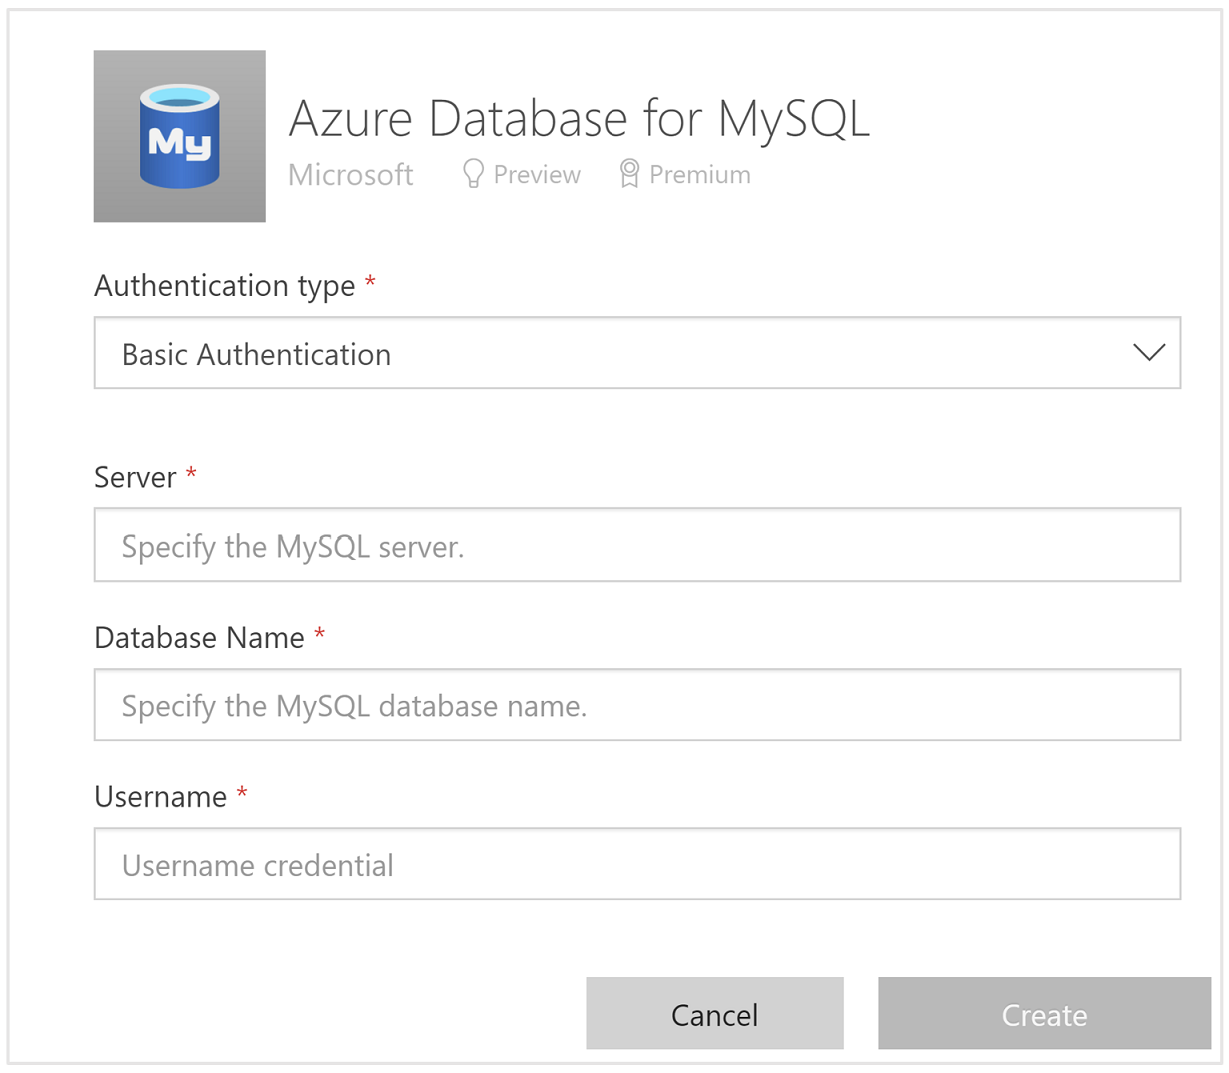 My
Azure Database for MySQL
Microsoft Preview Premium
Authentication type *
Basic Authentication
Server *
Specify the MySQL server.
Database Name *
Specify the MySQL database name.
Username *
Username credential
Cancel Create